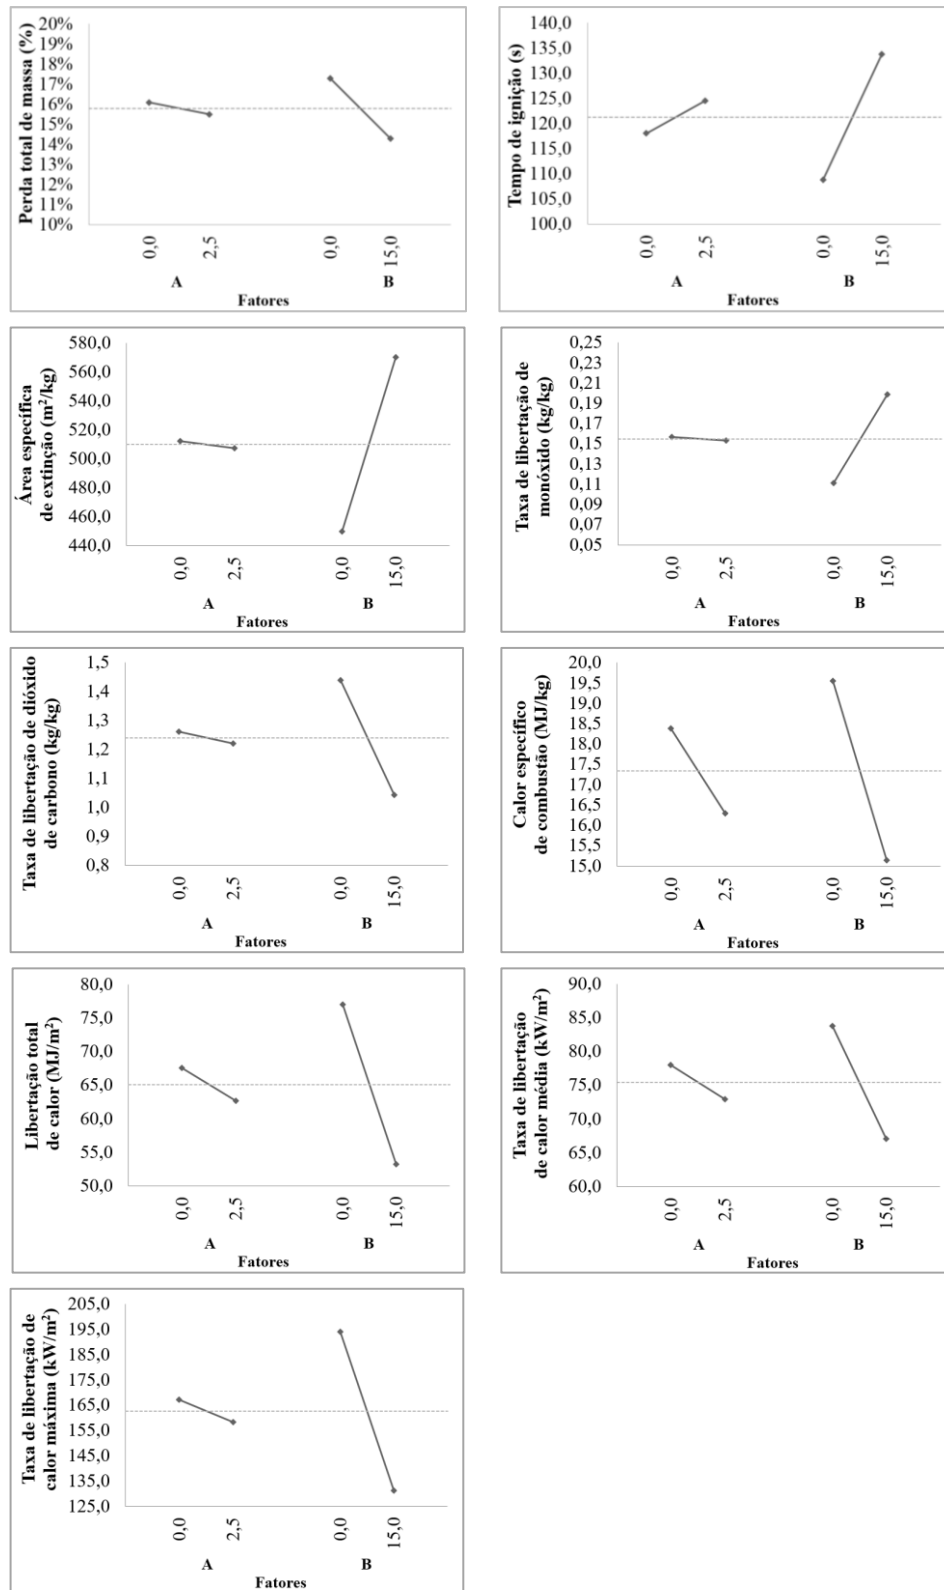 Perda total de massa (%)
20%
19%
18%
17%
16%
15%
14%
13%
12%
11%
10%
0,0
2,5
0,0
15,0
A
B
Fatores
Tempo de ignição (s)
140,0
135,0
130,0
125,0
120,0
115,0
110,0
105,0
100,0
0,0
2,5
0,0
15,0
A
B
Fatores
Área específica
de extinção (m²/kg)
580,0
560,0
540,0
520,0
500,0
480,0
460,0
440,0
0,0
2,5
0,0
15,0
A
B
Fatores
Taxa de libertação de
monóxido (kg/kg)
0,25
0,23
0,21
0,19
0,17
0,15
0,13
0,11
0,09
0,07
0,05
0,0
2,5
0,0
15,0
A
B
Fatores
Taxa de libertação de dióxido
de carbono (kg/kg)
1,5
1,4
1,3
1,2
1,1
1,0
0,9
0,8
0,0
2,5
0,0
15,0
A
B
Fatores
Calor específico
de combustão (MJ/kg)
20,0
19,5
19,0
18,5
18,0
17,5
17,0
16,5
16,0
15,5
15,0
0,0
2,5
0,0
15,0
A
B
Fatores
Libertação total
de calor (MJ/m²)
80,0
75,0
70,0
65,0
60,0
55,0
50,0
0,0
2,5
0,0
15,0
A
B
Fatores
Taxa de libertação
de calor média (kW/m²)
90,0
85,0
80,0
75,0
70,0
65,0
60,0
0,0
2,5
0,0
15,0
A
B
Fatores
Taxa de libertação de
calor máxima (kW/m²)
205,0
195,0
185,0
175,0
165,0
155,0
145,0
135,0
125,0
0,0
2,5
0,0
15,0
A
B
Fatores